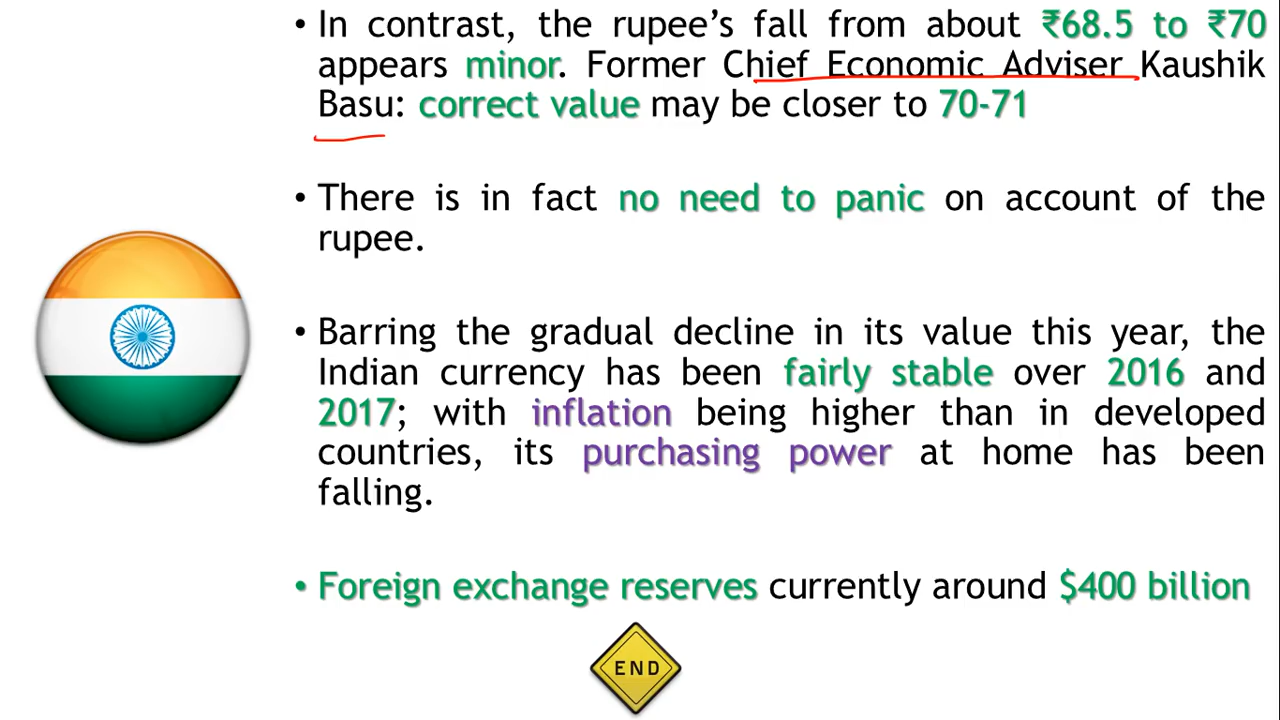 • In contrast, the rupee’s fall from about ₹68.5 to ₹70
appears minor. Former Chief Economic Adviser Kaushik
Basu: correct value may be closer to 70-71
• There is in fact no need to panic on account of the
rupee.
• Barring the gradual decline in its value this year, the
Indian currency has been fairly stable over 2016 and
2017; with inflation being higher than in developed
countries, its purchasing power at home has been
falling.
• Foreign exchange reserves currently around $400 billion
END